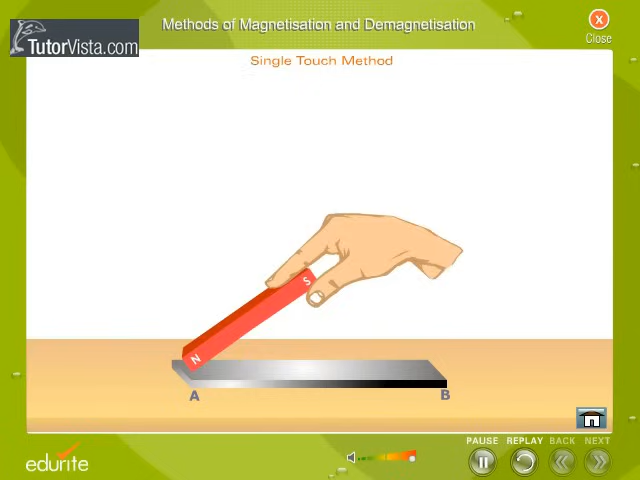 Methods of Magnetisation and Demagnetisation
x
Close
TutorVista.com
Single Touch Method
S
N
A
B
PAUSE REPLAY BACK NEXT
edurite